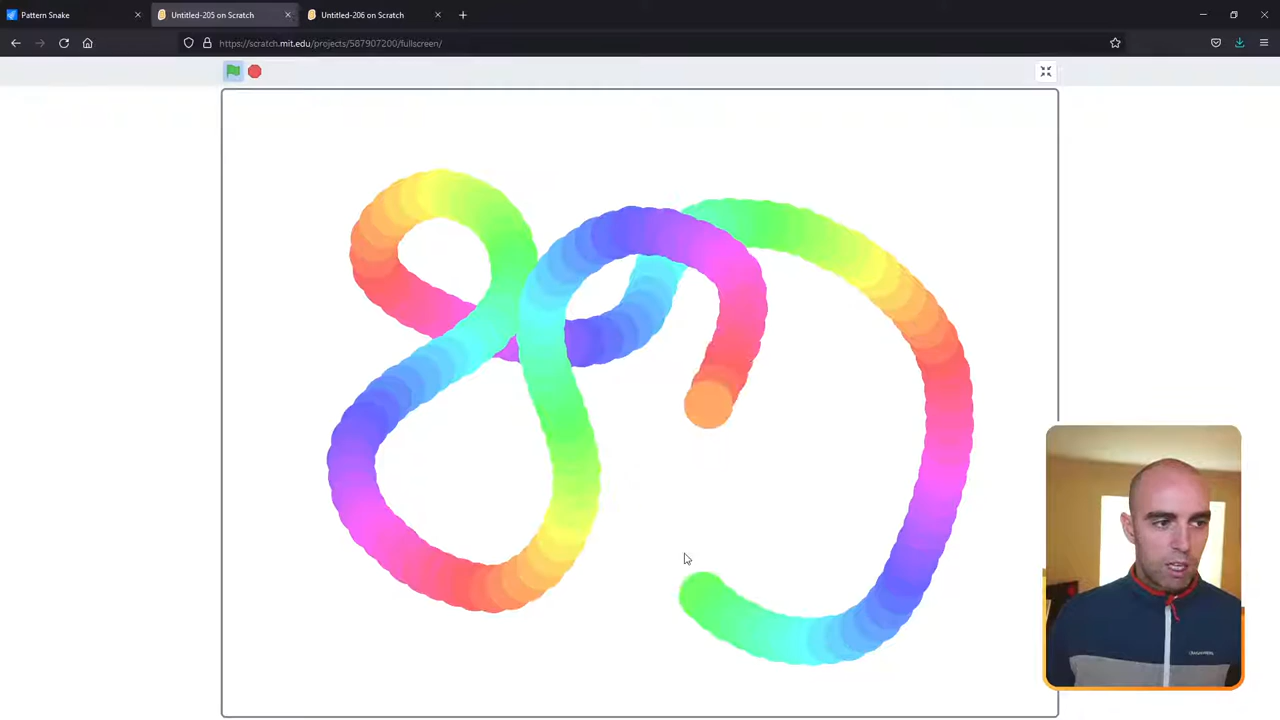 Pattern Snake
Untitled-205 on Scratch
Untitled-206 on Scratch
https://scratch.mit.edu/projects/587907200/fullscreen/